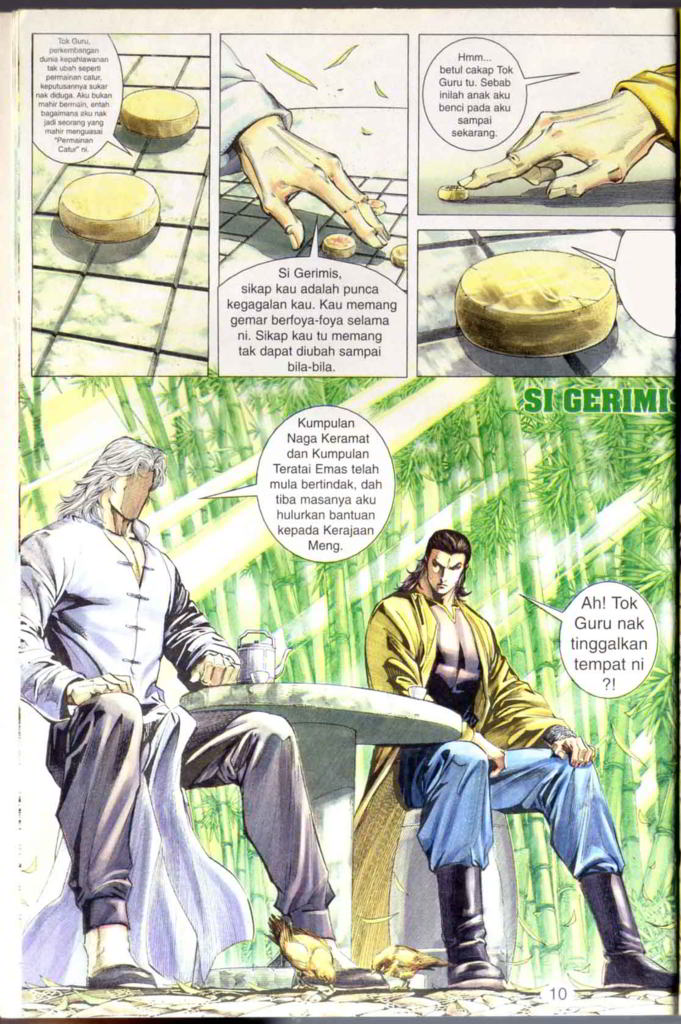 Tok Guru,
perkembangan
dunia kepahlawanan
tak ubah seperti
permainan catur,
keputusannya sukar
nak diduga. Aku bukan
mahir bermain, entah
bagaimana aku nak
jadi seorang yang
mahir menguasai
"Permainan
Catur" ni.
Si Gerimis,
sikap kau adalah punca
kegagalan kau. Kau memang
gemar berfoya-foya selama
ni. Sikap kau tu memang
tak dapat diubah sampai
bila-bila.
Hmm...
betul cakap Tok
Guru tu. Sebab
inilah anak aku
benci pada aku
sampai
sekarang.
SI GERIMIS
Kumpulan
Naga Keramat
dan Kumpulan
Teratai Emas telah
mula bertindak, dah
tiba masanya aku
hulurkan bantuan
kepada Kerajaan
Meng.
Ah! Tok
Guru nak
tinggalkan
tempat ni
?!
10